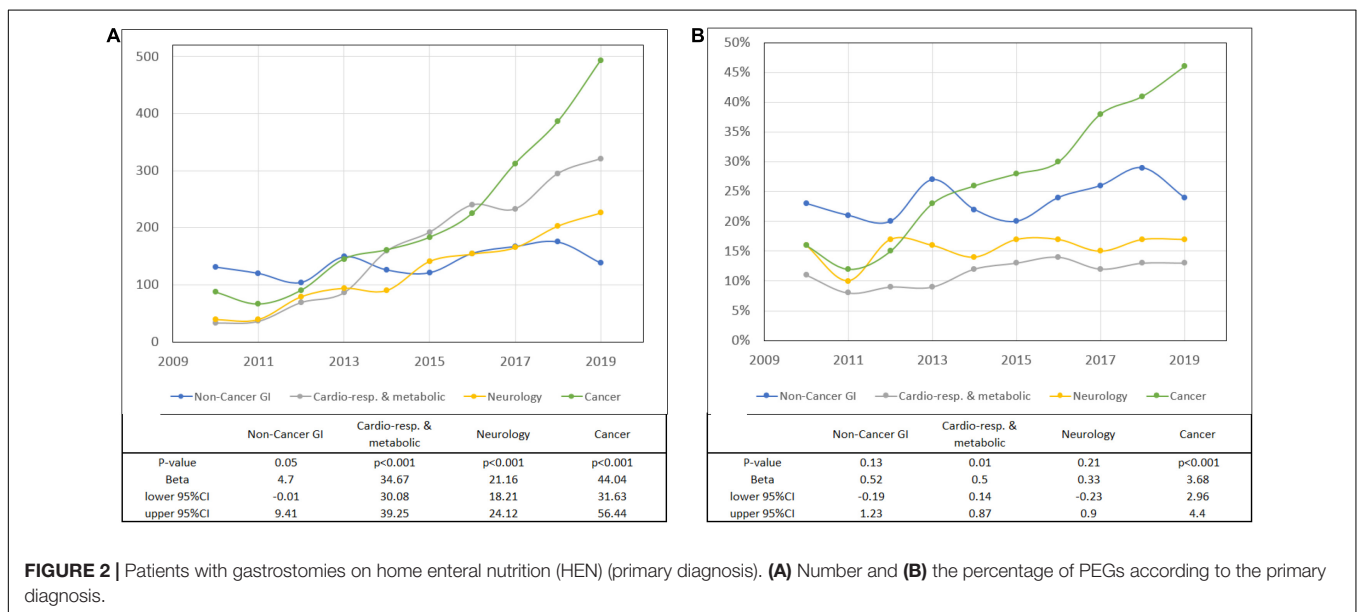 A
500
400
300
200
100
0
2009 2011 2013 2015 2017 2019
Non-Cancer GI Cardio-resp. & metabolic Neurology Cancer
Non-Cancer GI Cardio-resp. & metabolic Neurology Cancer
P-value 0.05 p<0.001 p<0.001 p<0.001
Beta 4.7 34.67 21.16 44.04
lower 95%CI -0.01 30.08 18.21 31.63
upper 95%CI 9.41 39.25 24.12 56.44
B
50%
45%
40%
35%
30%
25%
20%
15%
10%
5%
0%
2009 2011 2013 2015 2017 2019
Non-Cancer GI Cardio-resp. & metabolic Neurology Cancer
Non-Cancer GI Cardio-resp. & metabolic Neurology Cancer
P-value 0.13 0.01 0.21 p<0.001
Beta 0.52 0.5 0.33 3.68
lower 95%CI -0.19 0.14 -0.23 2.96
upper 95%CI 1.23 0.87 0.9 4.4
FIGURE 2 | Patients with gastrostomies on home enteral nutrition (HEN) (primary diagnosis). (A) Number and (B) the percentage of PEGs according to the primary
diagnosis.